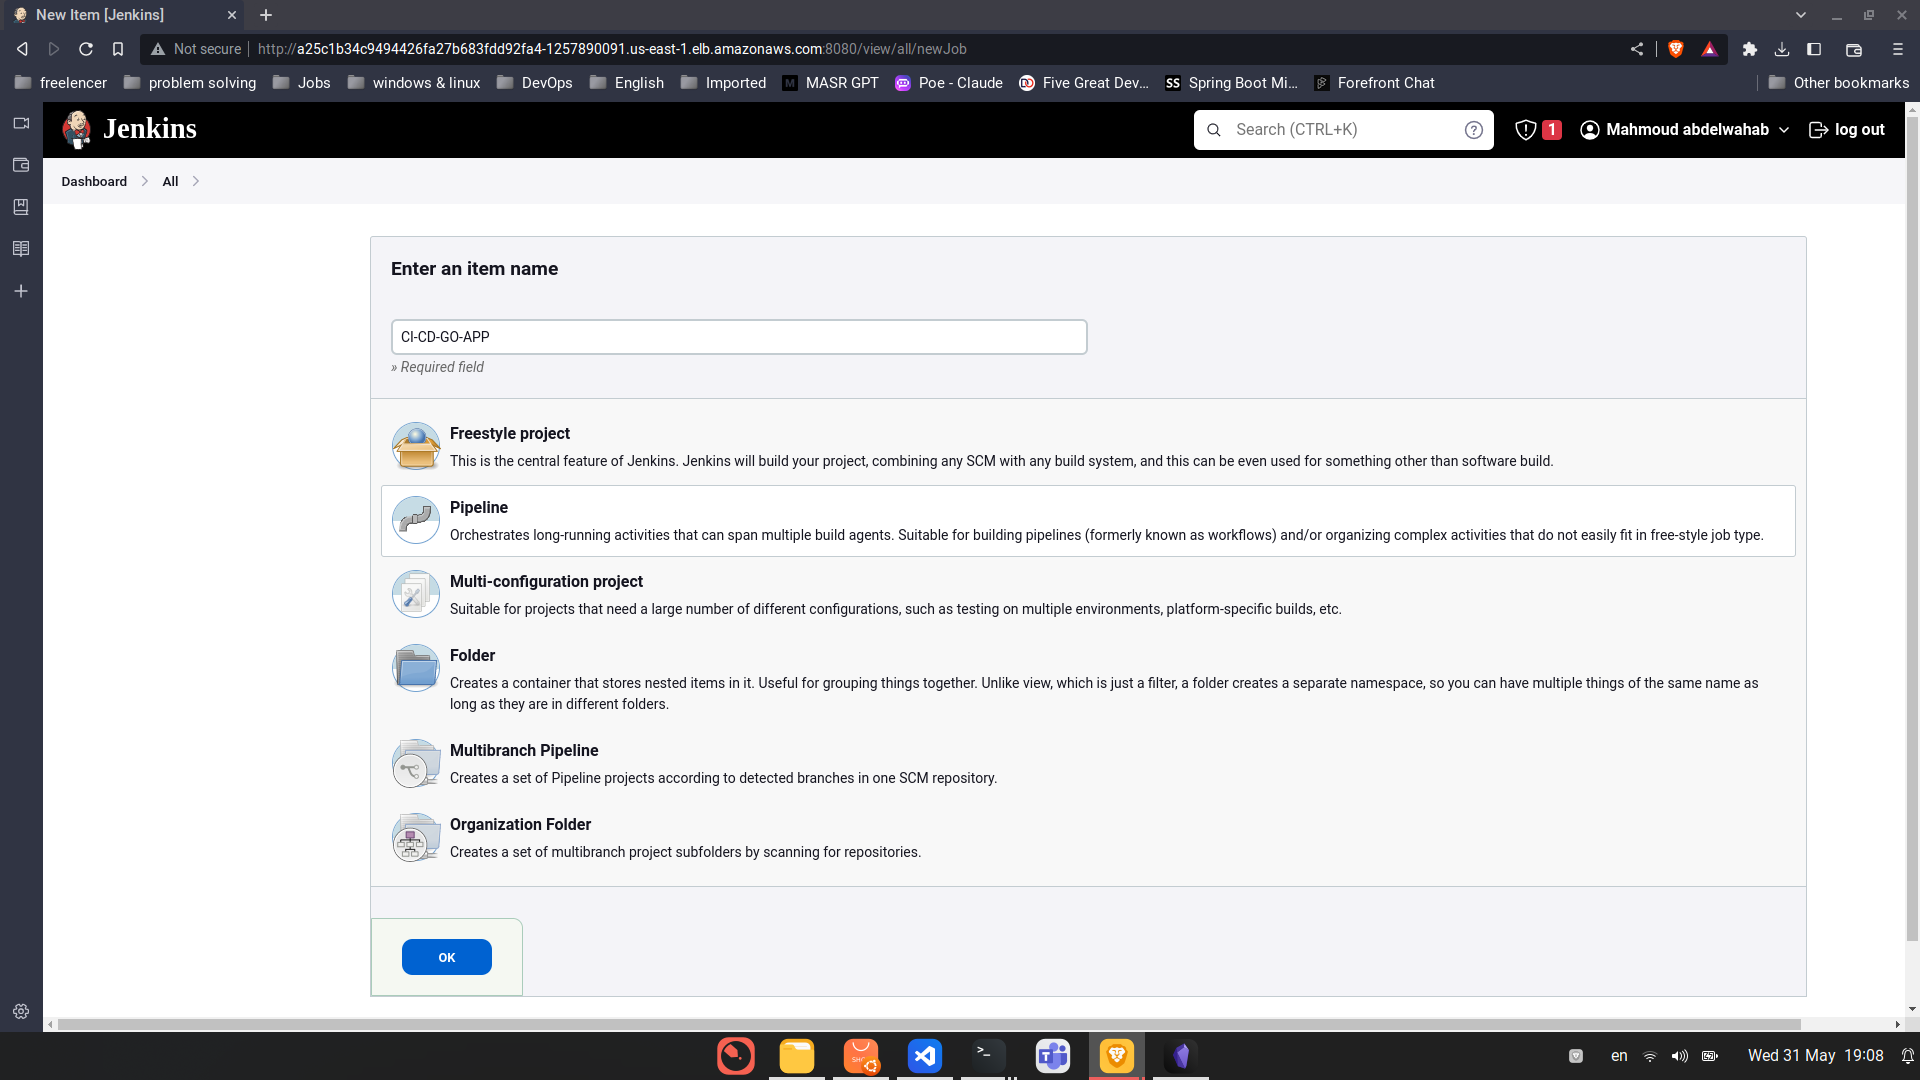 New Item [Jenkins]
Not secure
http://a25c1b34c9494426fa27b683fdd92fa4-1257890091.us-east-1.elb.amazonaws.com:8080/view/all/newJob
freelencer
problem solving
Jobs
windows & linux
DevOps
English
Imported
M
MASR GPT
Poe - Claude
Five Great Dev...
SS
Spring Boot Mi...
Forefront Chat
Other bookmarks
Jenkins
Search (CTRL+K)
?
1
Mahmoud abdelwahab
log out
Dashboard
All
Enter an item name
CI-CD-GO-APP
» Required field
Freestyle project
This is the central feature of Jenkins. Jenkins will build your project, combining any SCM with any build system, and this can be even used for something other than software build.
Pipeline
Orchestrates long-running activities that can span multiple build agents. Suitable for building pipelines (formerly known as workflows) and/or organizing complex activities that do not easily fit in free-style job type.
Multi-configuration project
Suitable for projects that need a large number of different configurations, such as testing on multiple environments, platform-specific builds, etc.
Folder
Creates a container that stores nested items in it. Useful for grouping things together. Unlike view, which is just a filter, a folder creates a separate namespace, so you can have multiple things of the same name as
long as they are in different folders.
Multibranch Pipeline
Creates a set of Pipeline projects according to detected branches in one SCM repository.
Organization Folder
Creates a set of multibranch project subfolders by scanning for repositories.
OK
en
Wed 31 May 19:08